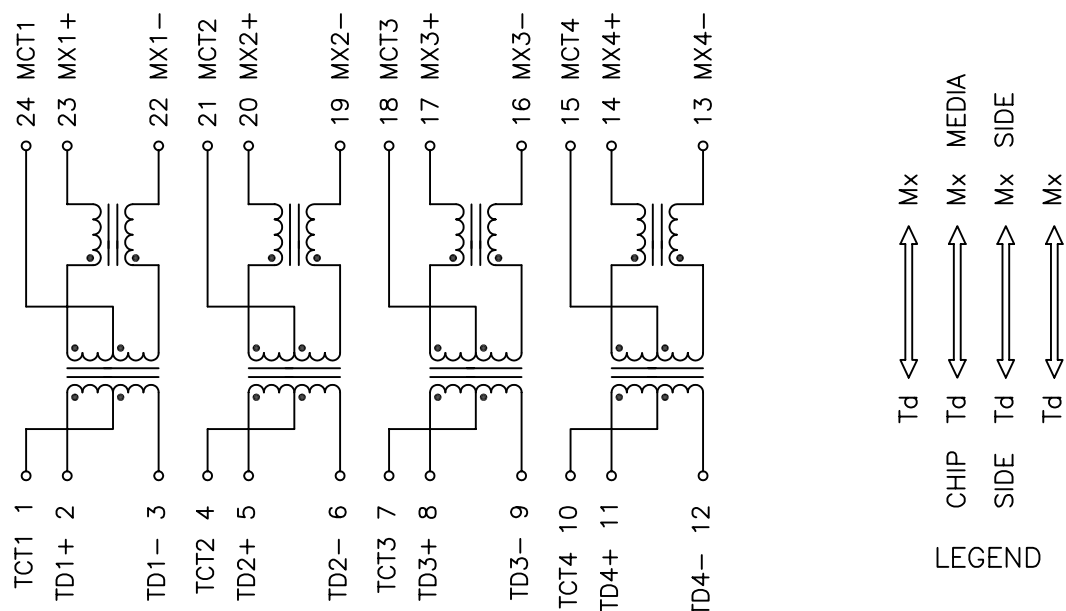 24 MCT1
23 MX1+
22 MX1−
21 MCT2
20 MX2+
19 MX2−
18 MCT3
17 MX3+
16 MX3−
15 MCT4
14 MX4+
13 MX4−
TCT1 1
TD1+ 2
TD1− 3
TCT2 4
TD2+ 5
TD2− 6
TCT3 7
TD3+ 8
TD3− 9
TCT4 10
TD4+ 11
TD4− 12
Td Mx
CHIP Td Mx MEDIA
SIDE Td Mx SIDE
Td Mx
LEGEND